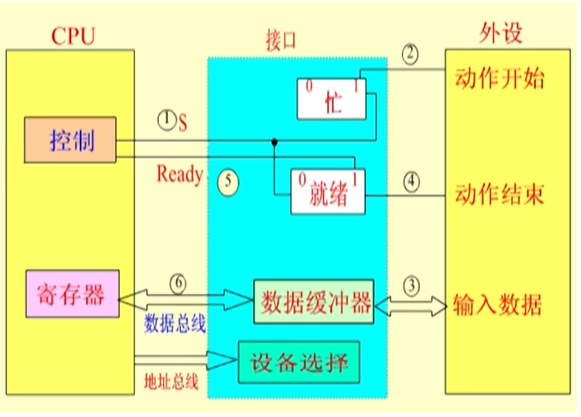 CPU
接口
外设
②
0 1
忙
动作开始
① S
控制
Ready
⑤
0 1
就绪
④
动作结束
寄存器
⑥
数据总线
数据缓冲器
③
输入数据
地址总线
设备选择